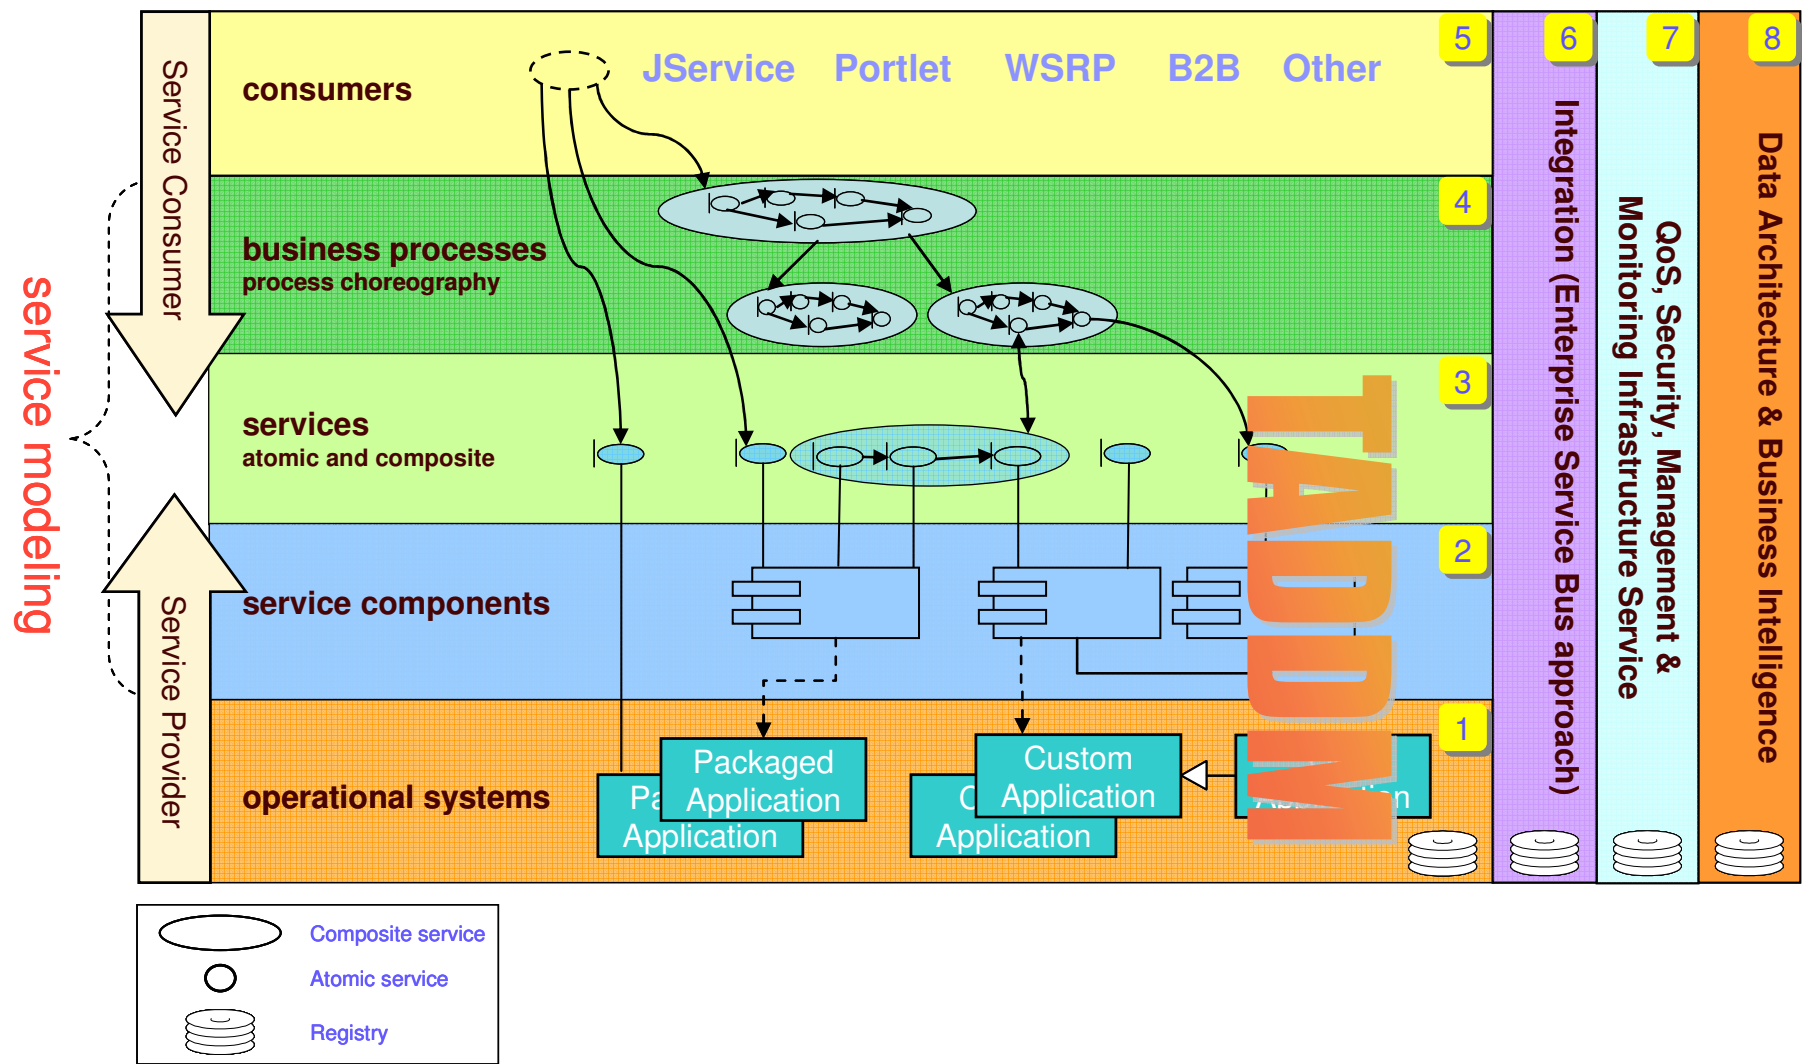 JService Portlet WSRP B2B Other
5
6
7
8
consumers
Service Consumer
4
business processes
process choreography
service modeling
3
services
atomic and composite
2
service components
Service Provider
1
operational systems
Packaged
Application
Pa
Application
Custom
Application
C
Application
TADDM
Integration (Enterprise Service Bus approach)
QoS, Security, Management &
Monitoring Infrastructure Service
Data Architecture & Business Intelligence
Composite service
Atomic service
Registry